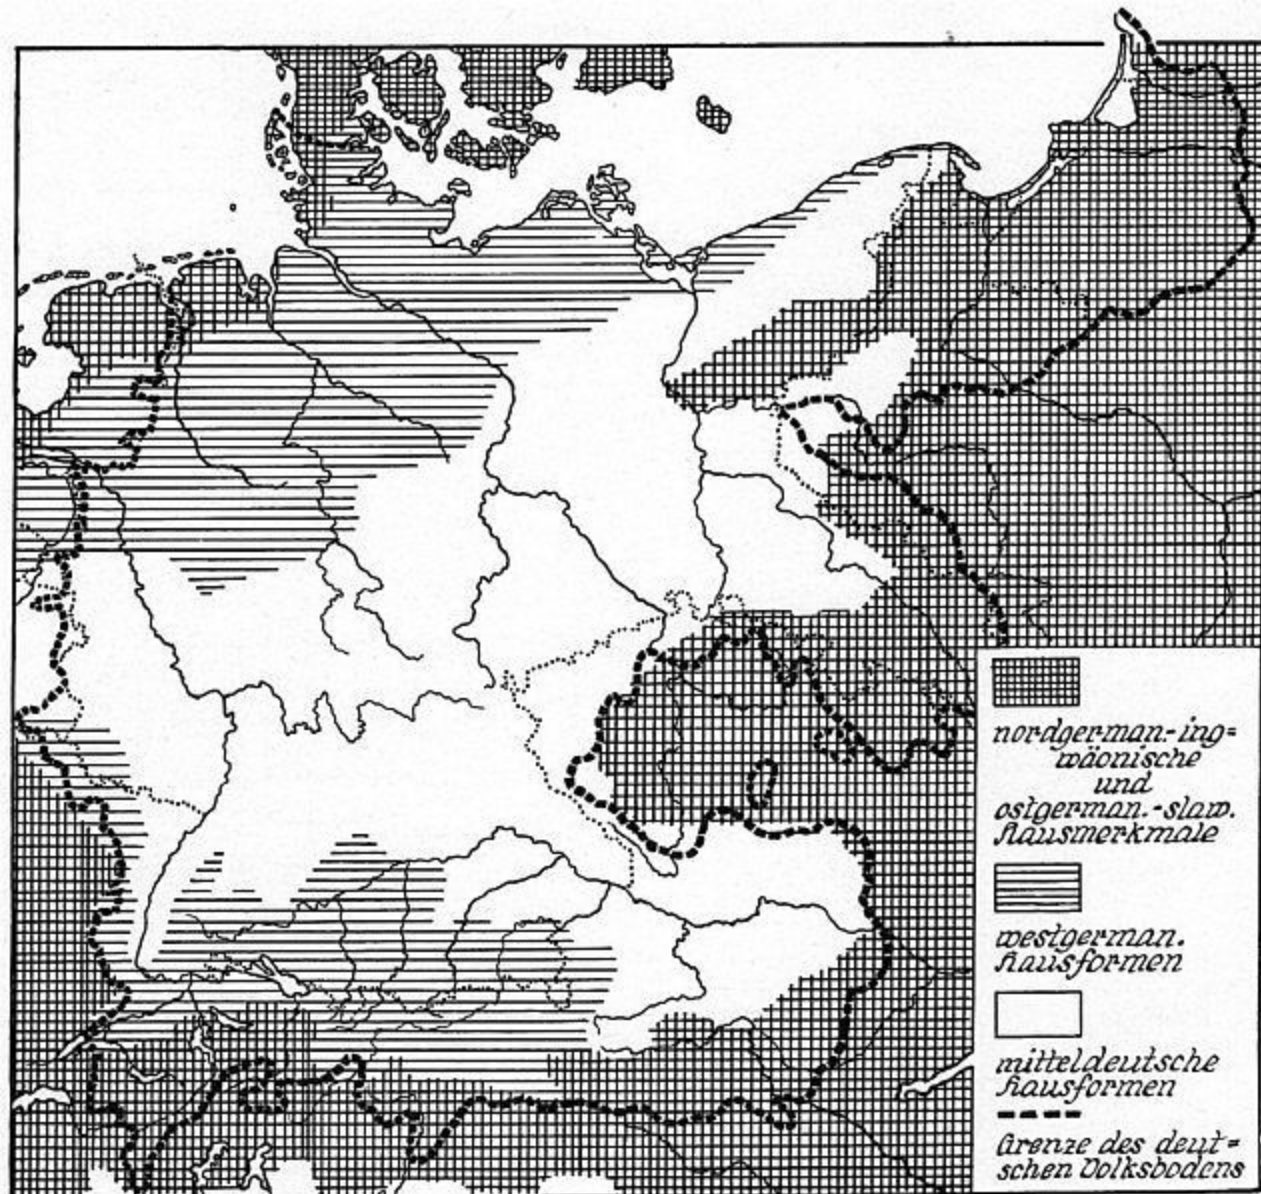 nordgerman.-ing=
wäonische
und
ostgerman.-slaw.
Hausmerkmale
westgerman.
Hausformen
mitteldeutsche
Hausformen
Grenze des deut=
schen Volksbodens